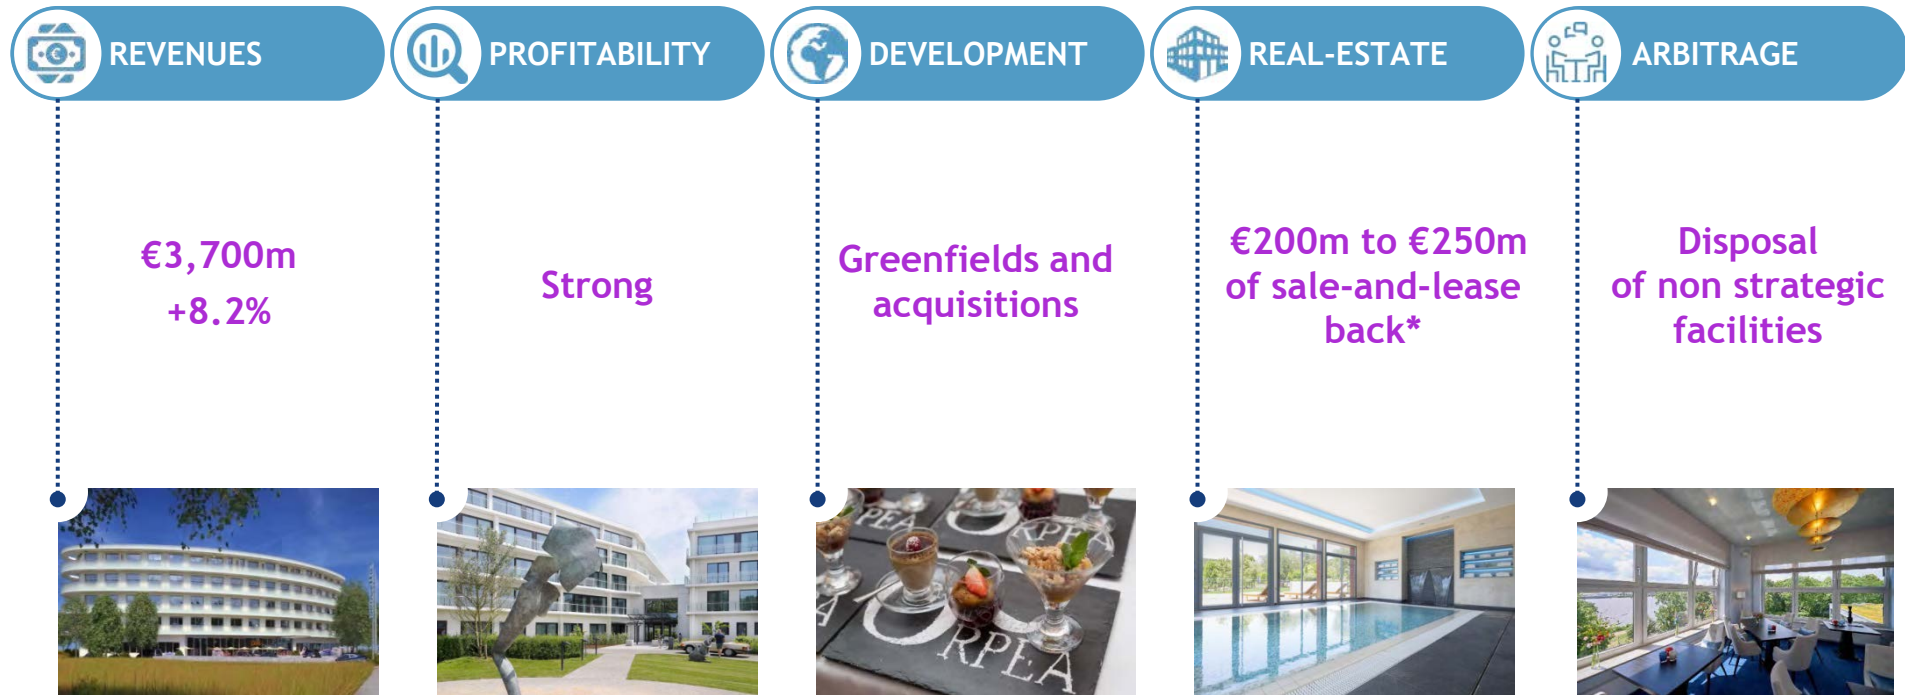 REVENUES
PROFITABILITY
DEVELOPMENT
REAL-ESTATE
ARBITRAGE
€3,700m
+8.2%
Strong
Greenfields and
acquisitions
€200m to €250m
of sale-and-lease
back*
Disposal
of non strategic
facilities
RPEA
ORPEA
ORPEA